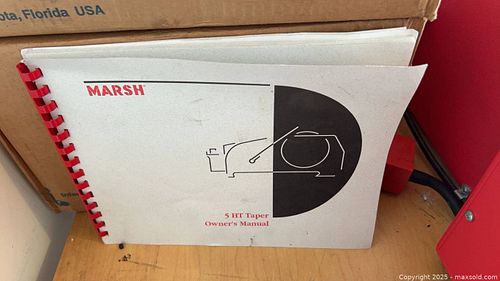 ota, Florida USA
MARSH
5 HT Taper
Owner's Manual
Copyright © 2025 - maxsold.com